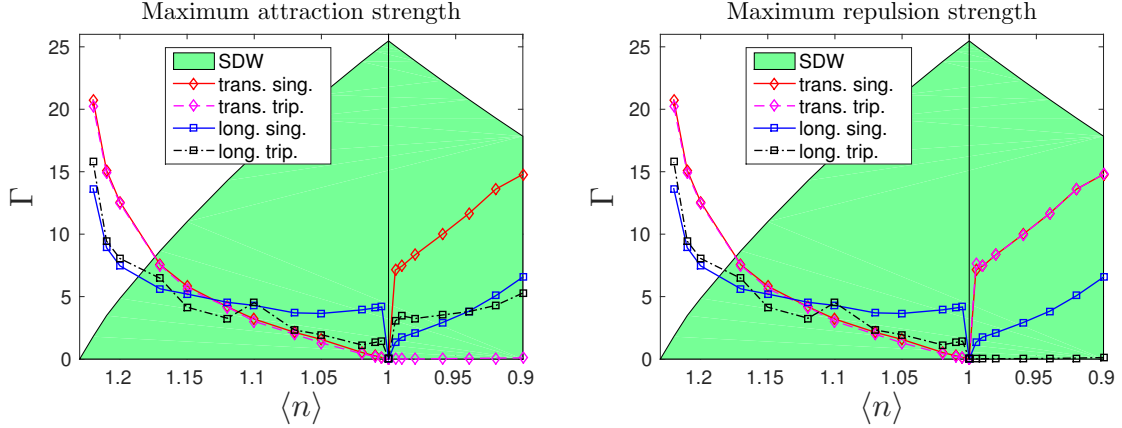 Maximum attraction strength
25
20
15
10
5
0
Γ
SDW
trans. sing.
trans. trip.
long. sing.
long. trip.
1.2
1.15
1.1
1.05
1
0.95
0.9
⟨n⟩
Maximum repulsion strength
25
20
15
10
5
0
Γ
SDW
trans. sing.
trans. trip.
long. sing.
long. trip.
1.2
1.15
1.1
1.05
1
0.95
0.9
⟨n⟩